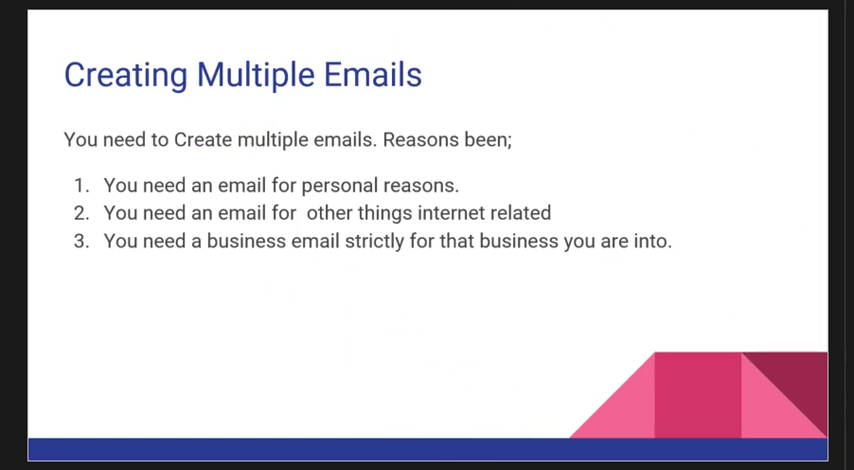 Creating Multiple Emails
You need to Create multiple emails. Reasons been;
1. You need an email for personal reasons.
2. You need an email for other things internet related
3. You need a business email strictly for that business you are into.